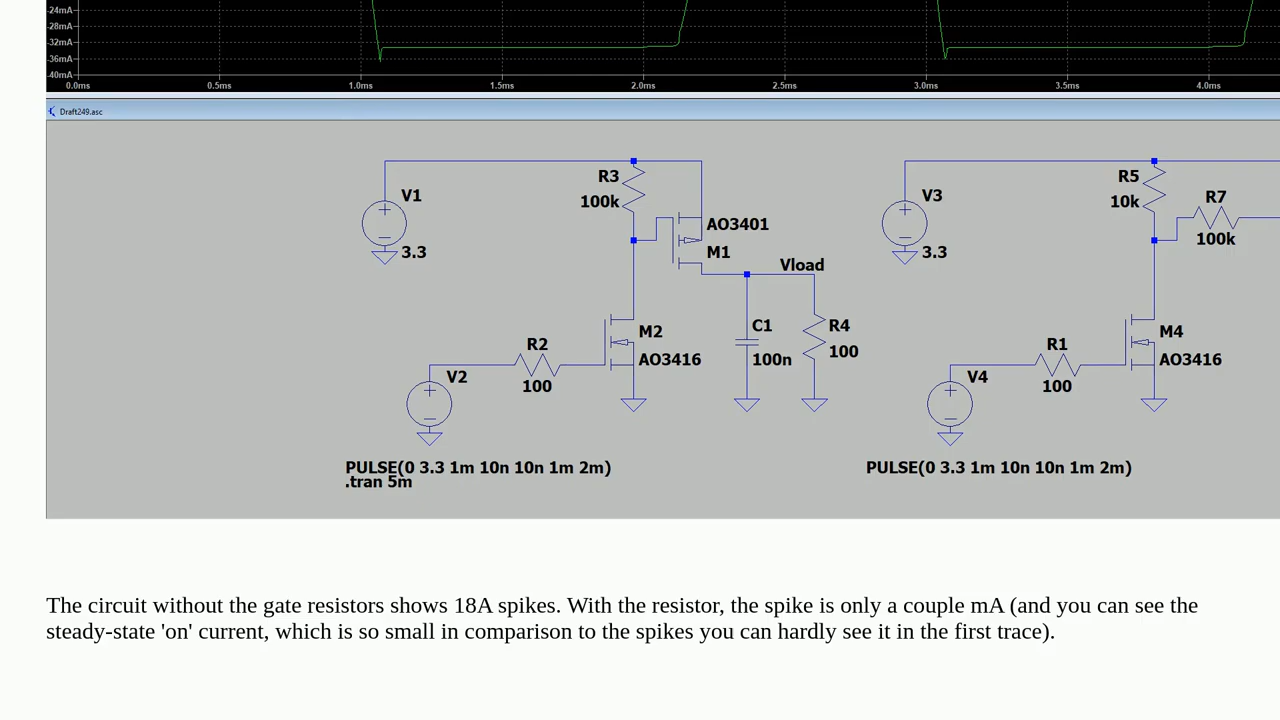 -24mA
-28mA
-32mA
-36mA
-40mA
0.0ms 0.5ms 1.0ms 1.5ms 2.0ms 2.5ms 3.0ms 3.5ms 4.0ms
Draft249.asc
V1
3.3
R3
100k
AO3401
M1
Vload
C1
100n
R4
100
M2
AO3416
R2
100
V2
PULSE(0 3.3 1m 10n 10n 1m 2m)
.tran 5m
V3
3.3
R5
10k
R7
100k
M4
AO3416
R1
100
V4
PULSE(0 3.3 1m 10n 10n 1m 2m)
The circuit without the gate resistors shows 18A spikes. With the resistor, the spike is only a couple mA (and you can see the
steady-state 'on' current, which is so small in comparison to the spikes you can hardly see it in the first trace).